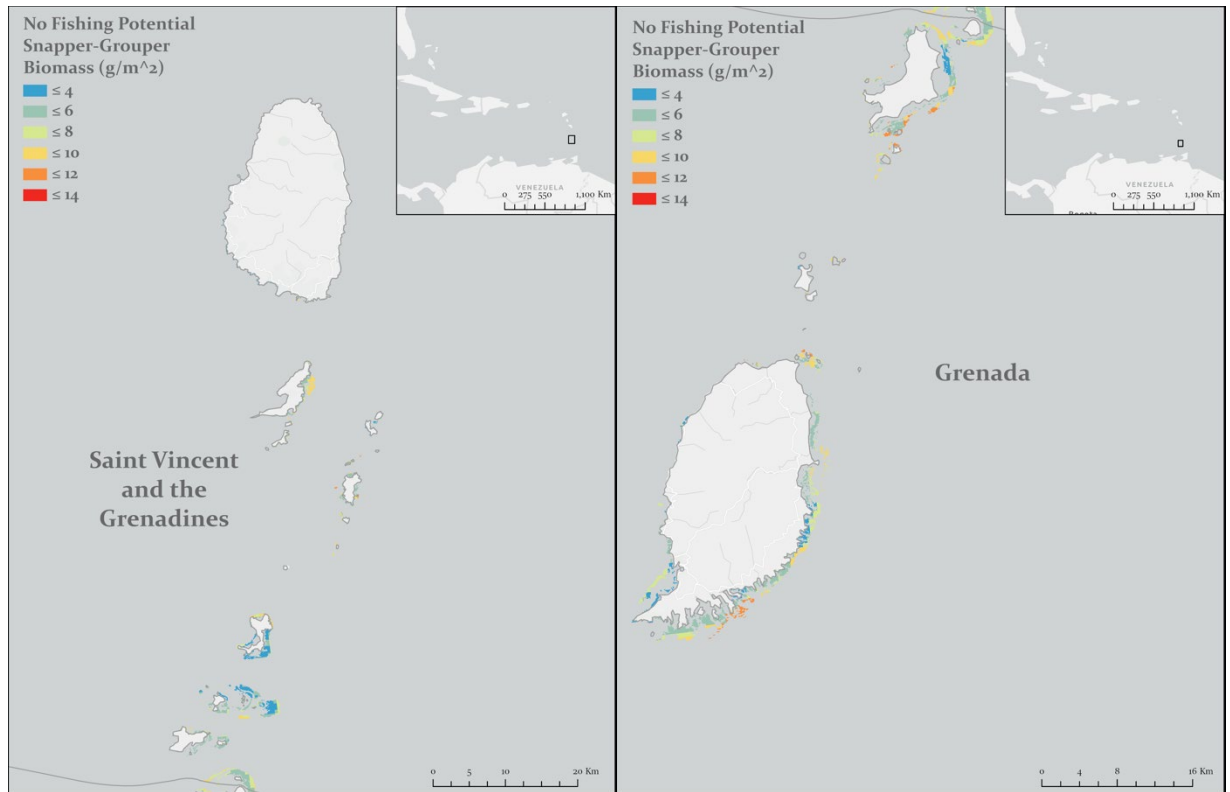 No Fishing Potential
Snapper-Grouper
Biomass (g/m^2)
≤ 4
≤ 6
≤ 8
≤ 10
≤ 12
≤ 14
VENEZUELA
0 275 550 1,100 Km
Saint Vincent
and the
Grenadines
0 5 10 20 Km
No Fishing Potential
Snapper-Grouper
Biomass (g/m^2)
≤ 4
≤ 6
≤ 8
≤ 10
≤ 12
≤ 14
VENEZUELA
0 275 550 1,100 Km
Grenada
0 4 8 16 Km